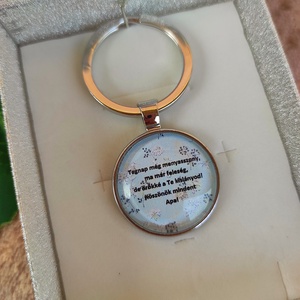 Tegnap még menyasszony,
ma már feleség,
de örökké a Te kislányod!
Köszönök mindent
Apa!